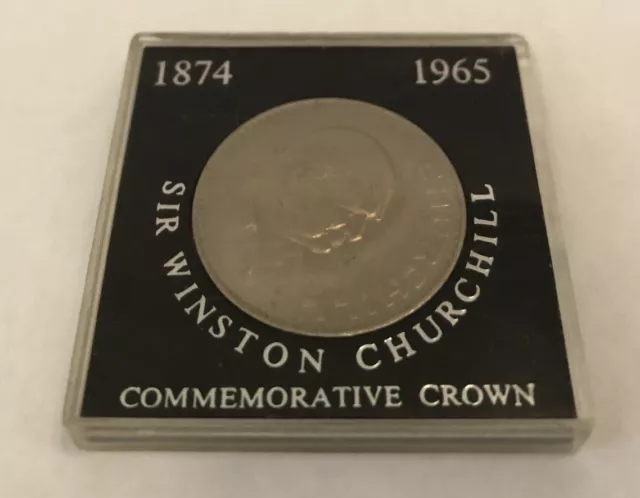 1874 1965
SIR WINSTON CHURCHILL
COMMEMORATIVE CROWN